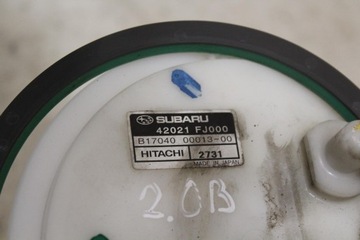 SUBARU
42021 FJ000
B17040 00013-00
HITACHI 2731
MADE IN JAPAN
2.0B